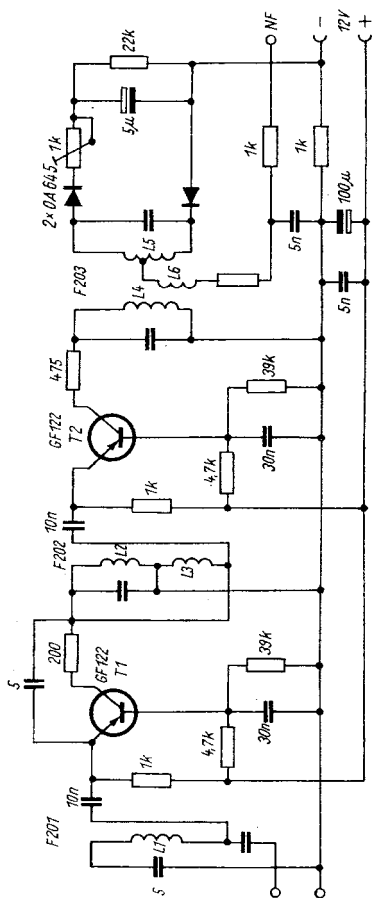 F201
L1
S
10n
1k
4,7k
30n
39k
S
200
GF122
T1
F202
L2
L3
10n
1k
GF122
T2
475
4,7k
30n
39k
F203
L4
L5
L6
2×OA 645
1k
5µ
22k
1k
5n
1k
100µ
5n
NF
−
12V
+